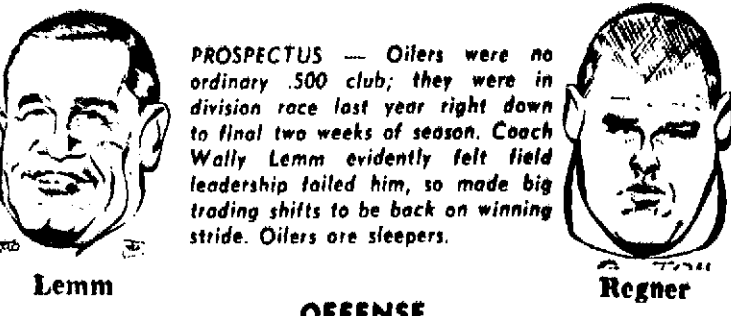 PROSPECTUS — Oilers were no
ordinary .500 club; they were in
division race last year right down
to final two weeks of season. Coach
Wally Lemm evidently felt field
leadership failed him, so made big
trading shifts to be back on winning
stride. Oilers are sleepers.
Lemm
Regner
OFFENSE